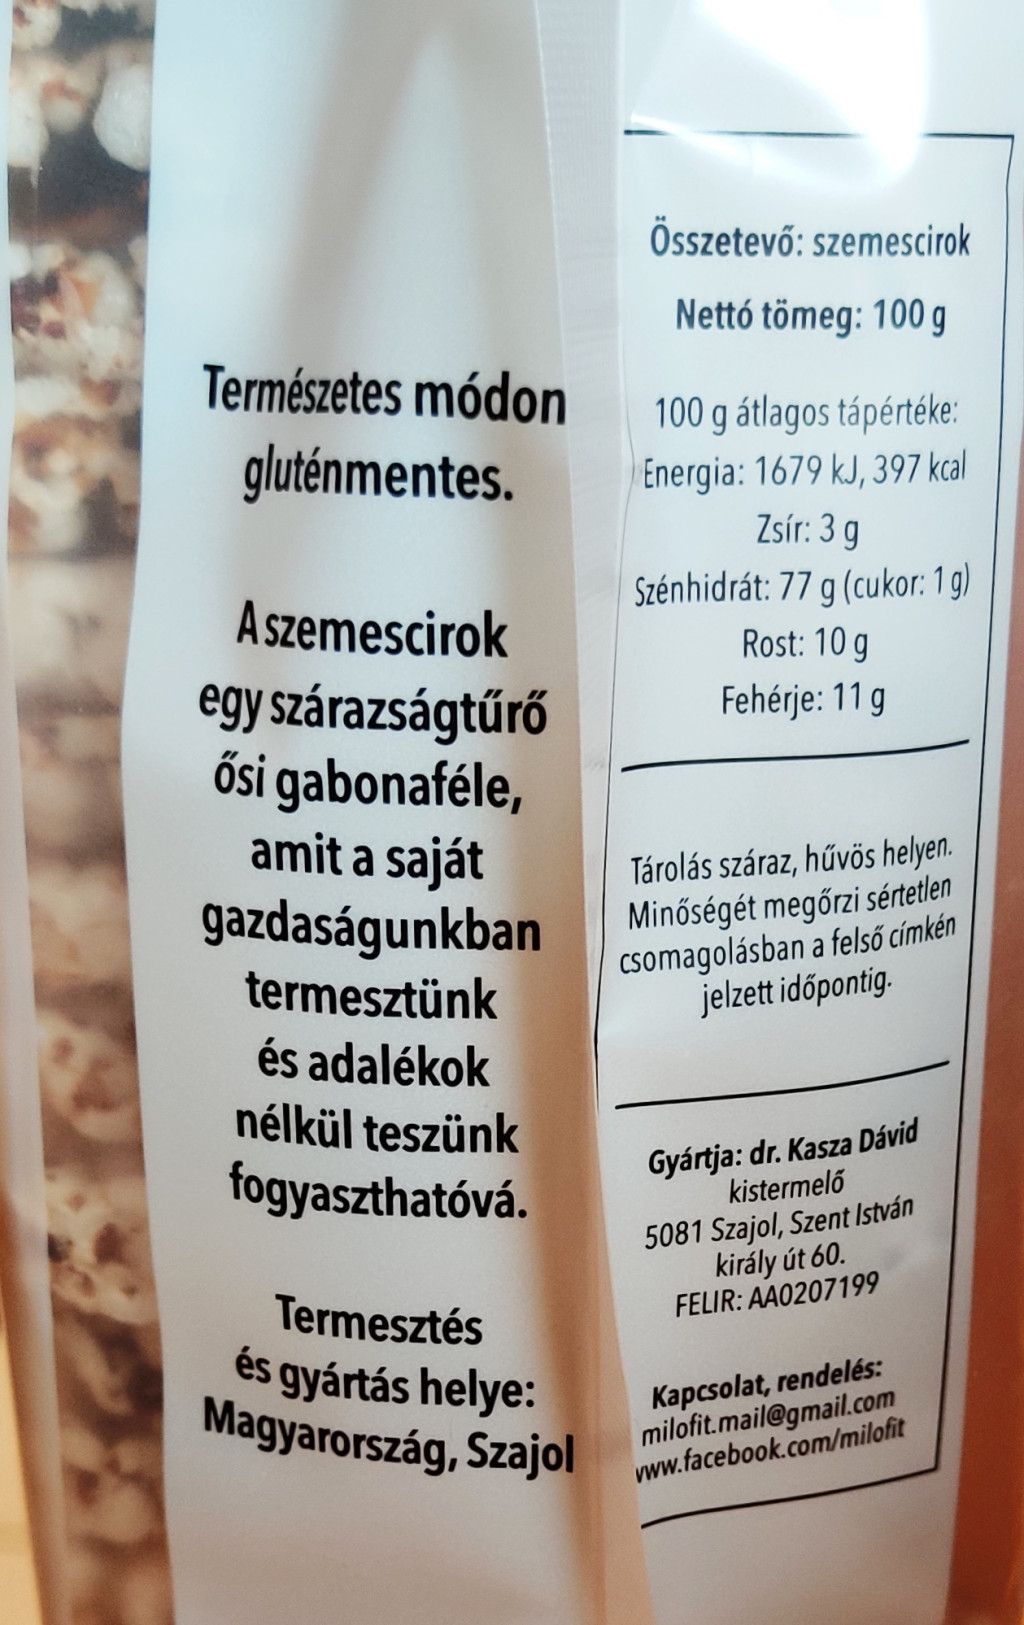 Természetes módon
gluténmentes.
A szemescirok
egy szárazságtűrő
ősi gabonaféle,
amit a saját
gazdaságunkban
termesztünk
és adalékok
nélkül teszünk
fogyaszthatóvá.
Termesztés
és gyártás helye:
Magyarország, Szajol
Összetevő: szemescirok
Nettó tömeg: 100 g
100 g átlagos tápértéke:
Energia: 1679 kJ, 397 kcal
Zsír: 3 g
Szénhidrát: 77 g (cukor: 1 g)
Rost: 10 g
Fehérje: 11 g
Tárolás száraz, hűvös helyen.
Minőségét megőrzi sértetlen
csomagolásban a felső címkén
jelzett időpontig.
Gyártja: dr. Kasza Dávid
kistermelő
5081 Szajol, Szent István
király út 60.
FELIR: AA0207199
Kapcsolat, rendelés:
milofit.mail@gmail.com
www.facebook.com/milofit